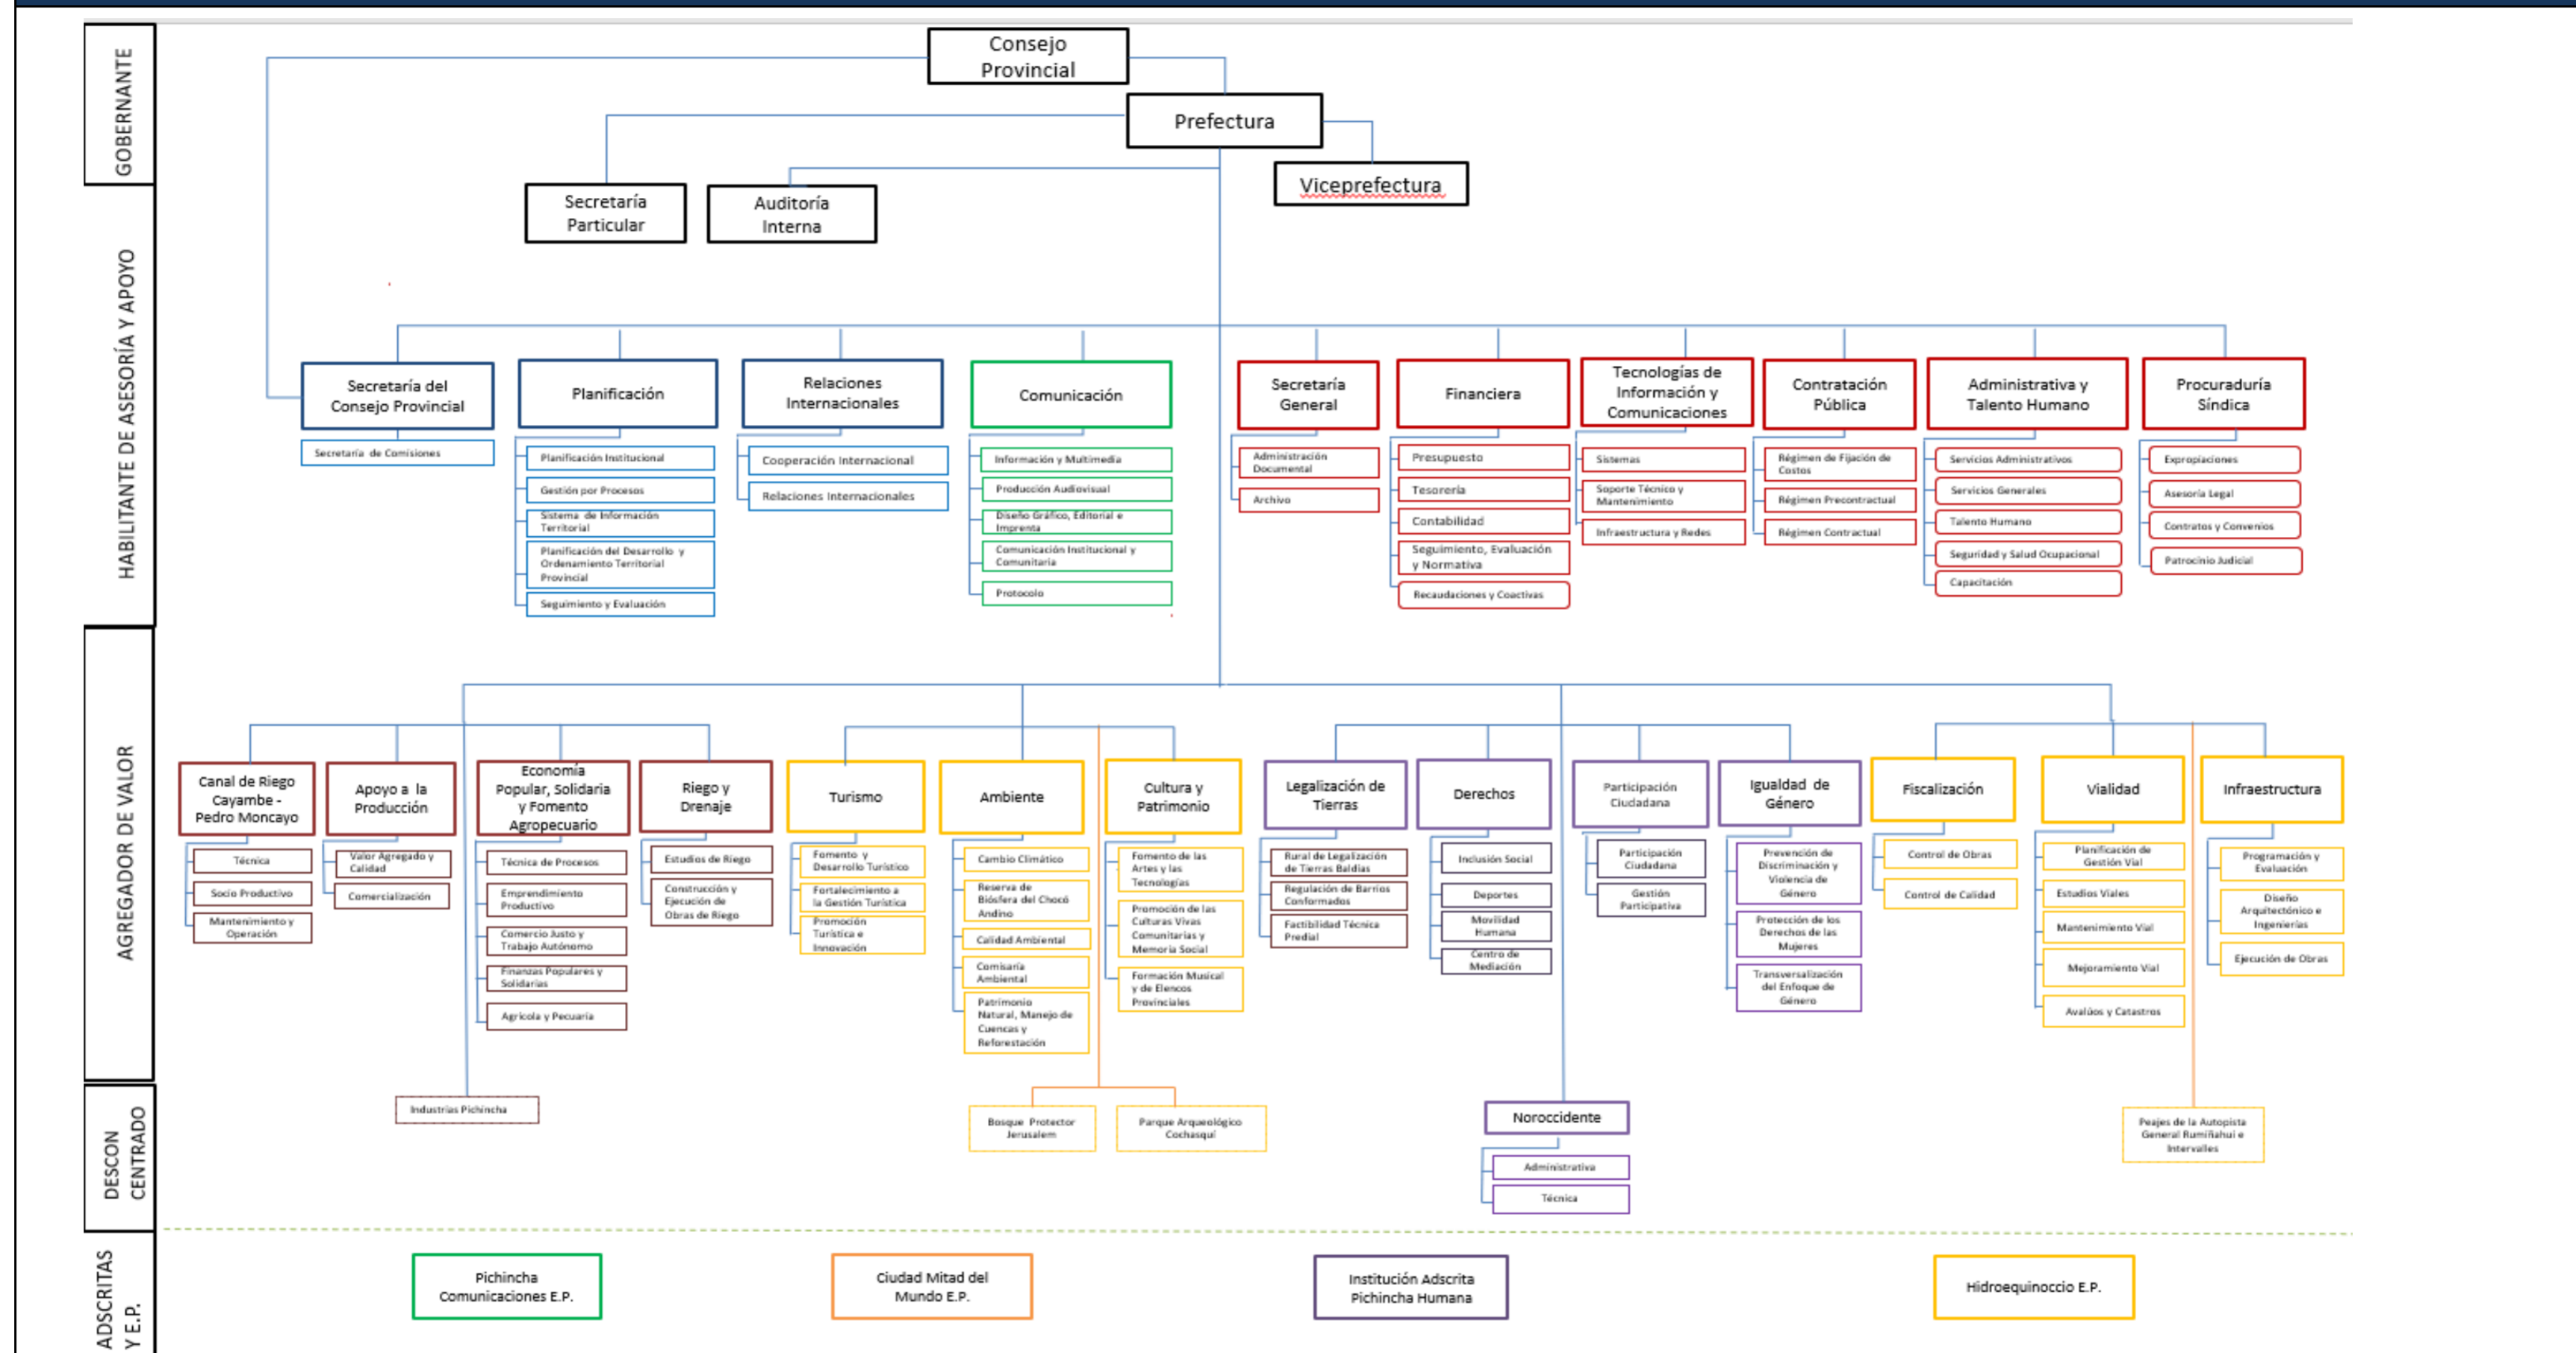 GOBERNANTE
Consejo
Provincial
Prefectura
Viceprefectura
Secretaría
Particular
Auditoría
Interna
HABILITANTE DE ASESORÍA Y APOYO
Secretaría del
Consejo Provincial
Secretaría de Comisiones
Planificación
Planificación Institucional
Gestión por Procesos
Sistema de Información
Territorial
Planificación del Desarrollo y
Ordenamiento Territorial
Provincial
Seguimiento y Evaluación
Relaciones
Internacionales
Cooperación Internacional
Relaciones Internacionales
Comunicación
Información y Multimedia
Producción Audiovisual
Diseño Gráfico, Editorial e
Imprenta
Comunicación Institucional y
Comunitaria
Protocolo
Secretaría
General
Administración
Documental
Archivo
Financiera
Presupuesto
Tesorería
Contabilidad
Seguimiento, Evaluación
y Normativa
Recaudaciones y Coactivas
Tecnologías de
Información y
Comunicaciones
Sistemas
Soporte Técnico y
Mantenimiento
Infraestructura y Redes
Contratación
Pública
Régimen de Fijación de
Costos
Régimen Precontractual
Régimen Contractual
Administrativa y
Talento Humano
Servicios Administrativos
Servicios Generales
Talento Humano
Seguridad y Salud Ocupacional
Capacitación
Procuraduría
Síndica
Expropiaciones
Asesoría Legal
Contratos y Convenios
Patrocinio Judicial
AGREGADOR DE VALOR
Canal de Riego
Cayambe -
Pedro Moncayo
Técnica
Socio Productivo
Mantenimiento y
Operación
Apoyo a la
Producción
Valor Agregado y
Calidad
Comercialización
Economía
Popular, Solidaria
y Fomento
Agropecuario
Técnica de Procesos
Emprendimiento
Productivo
Comercio Justo y
Trabajo Autónomo
Finanzas Populares y
Solidarias
Agrícola y Pecuaria
Riego y
Drenaje
Estudios de Riego
Construcción y
Ejecución de
Obras de Riego
Turismo
Fomento y
Desarrollo Turístico
Fortalecimiento a
la Gestión Turística
Promoción
Turística e
Innovación
Ambiente
Cambio Climático
Reserva de
Biósfera del Chocó
Andino
Calidad Ambiental
Comisaría
Ambiental
Patrimonio
Natural, Manejo de
Cuencas y
Reforestación
Cultura y
Patrimonio
Fomento de las
Artes y las
Tecnologías
Promoción de las
Culturas Vivas
Comunitarias y
Memoria Social
Formación Musical
y de Elencos
Provinciales
Legalización de
Tierras
Rural de Legalización
de Tierras Baldías
Regulación de Barrios
Conformados
Factibilidad Técnica
Predial
Derechos
Inclusión Social
Deportes
Movilidad
Humana
Centro de
Mediación
Participación
Ciudadana
Participación
Ciudadana
Gestión
Participativa
Igualdad de
Género
Prevención de
Discriminación y
Violencia de
Género
Protección de los
Derechos de las
Mujeres
Transversalización
del Enfoque de
Género
Fiscalización
Control de Obras
Control de Calidad
Vialidad
Planificación de
Gestión Vial
Estudios Viales
Mantenimiento Vial
Mejoramiento Vial
Avalúos y Catastros
Infraestructura
Programación y
Evaluación
Diseño
Arquitectónico e
Ingenierías
Ejecución de Obras
DESCON
CENTRADO
Industrias Pichincha
Bosque Protector
Jerusalem
Parque Arqueológico
Cochasquí
Noroccidente
Administrativa
Técnica
Peajes de la Autopista
General Rumiñahui e
Intervalles
ADSCRITAS
Y E.P.
Pichincha
Comunicaciones E.P.
Ciudad Mitad del
Mundo E.P.
Institución Adscrita
Pichincha Humana
Hidroequinoccio E.P.